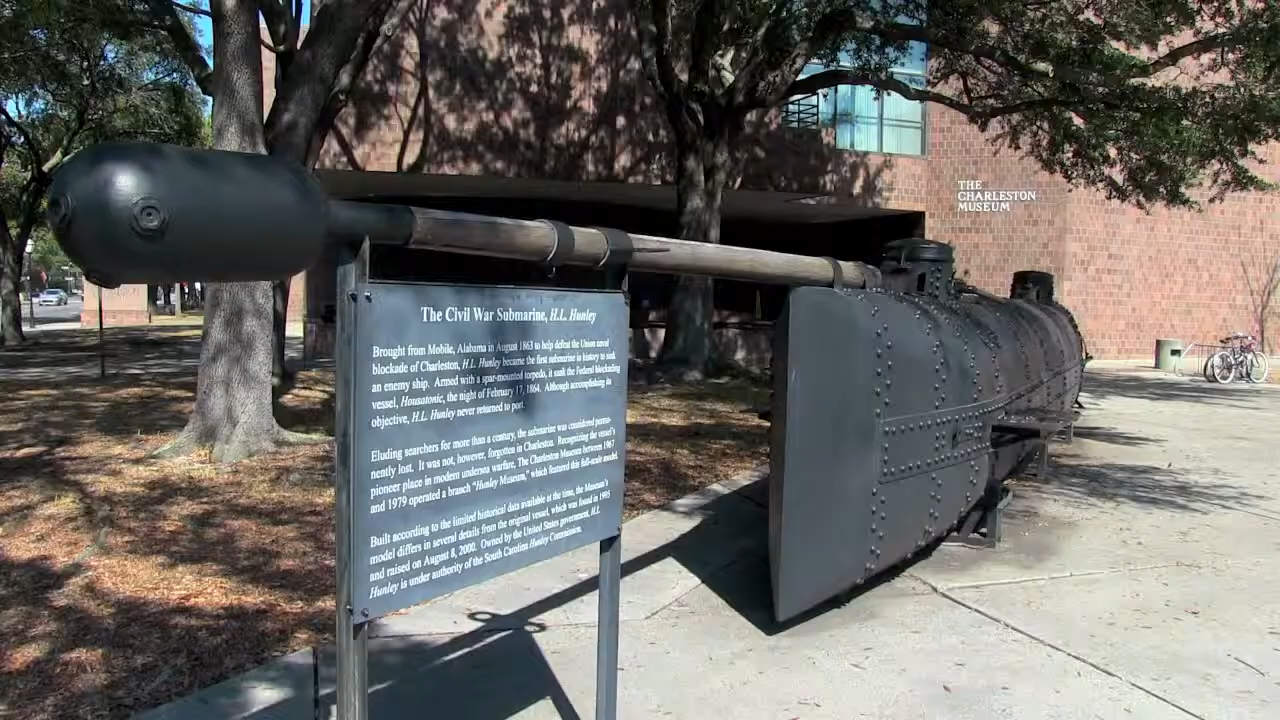 THE
CHARLESTON
MUSEUM
The Civil War Submarine, H.L. Hunley
Brought from Mobile, Alabama in August 1863 to help defeat the Union naval
blockade of Charleston, H.L. Hunley became the first submarine in history to sink
an enemy ship. Armed with a spar-mounted torpedo, it sank the Federal blockading
vessel, Housatonic, the night of February 17, 1864. Although accomplishing its
objective, H.L. Hunley never returned to port.
Eluding searchers for more than a century, the submarine was considered perma-
nently lost. It was not, however, forgotten in Charleston. Recognizing the vessel's
pioneer place in modern undersea warfare, The Charleston Museum between 1967
and 1979 operated a branch "Hunley Museum," which featured this full-scale model
Built according to the limited historical data available at the time, the Museum's
model differs in several details from the original vessel, which was found in 1995
and raised on August 8, 2000. Owned by the United States government, H.L.
Hunley is under authority of the South Carolina Hunley Commission.